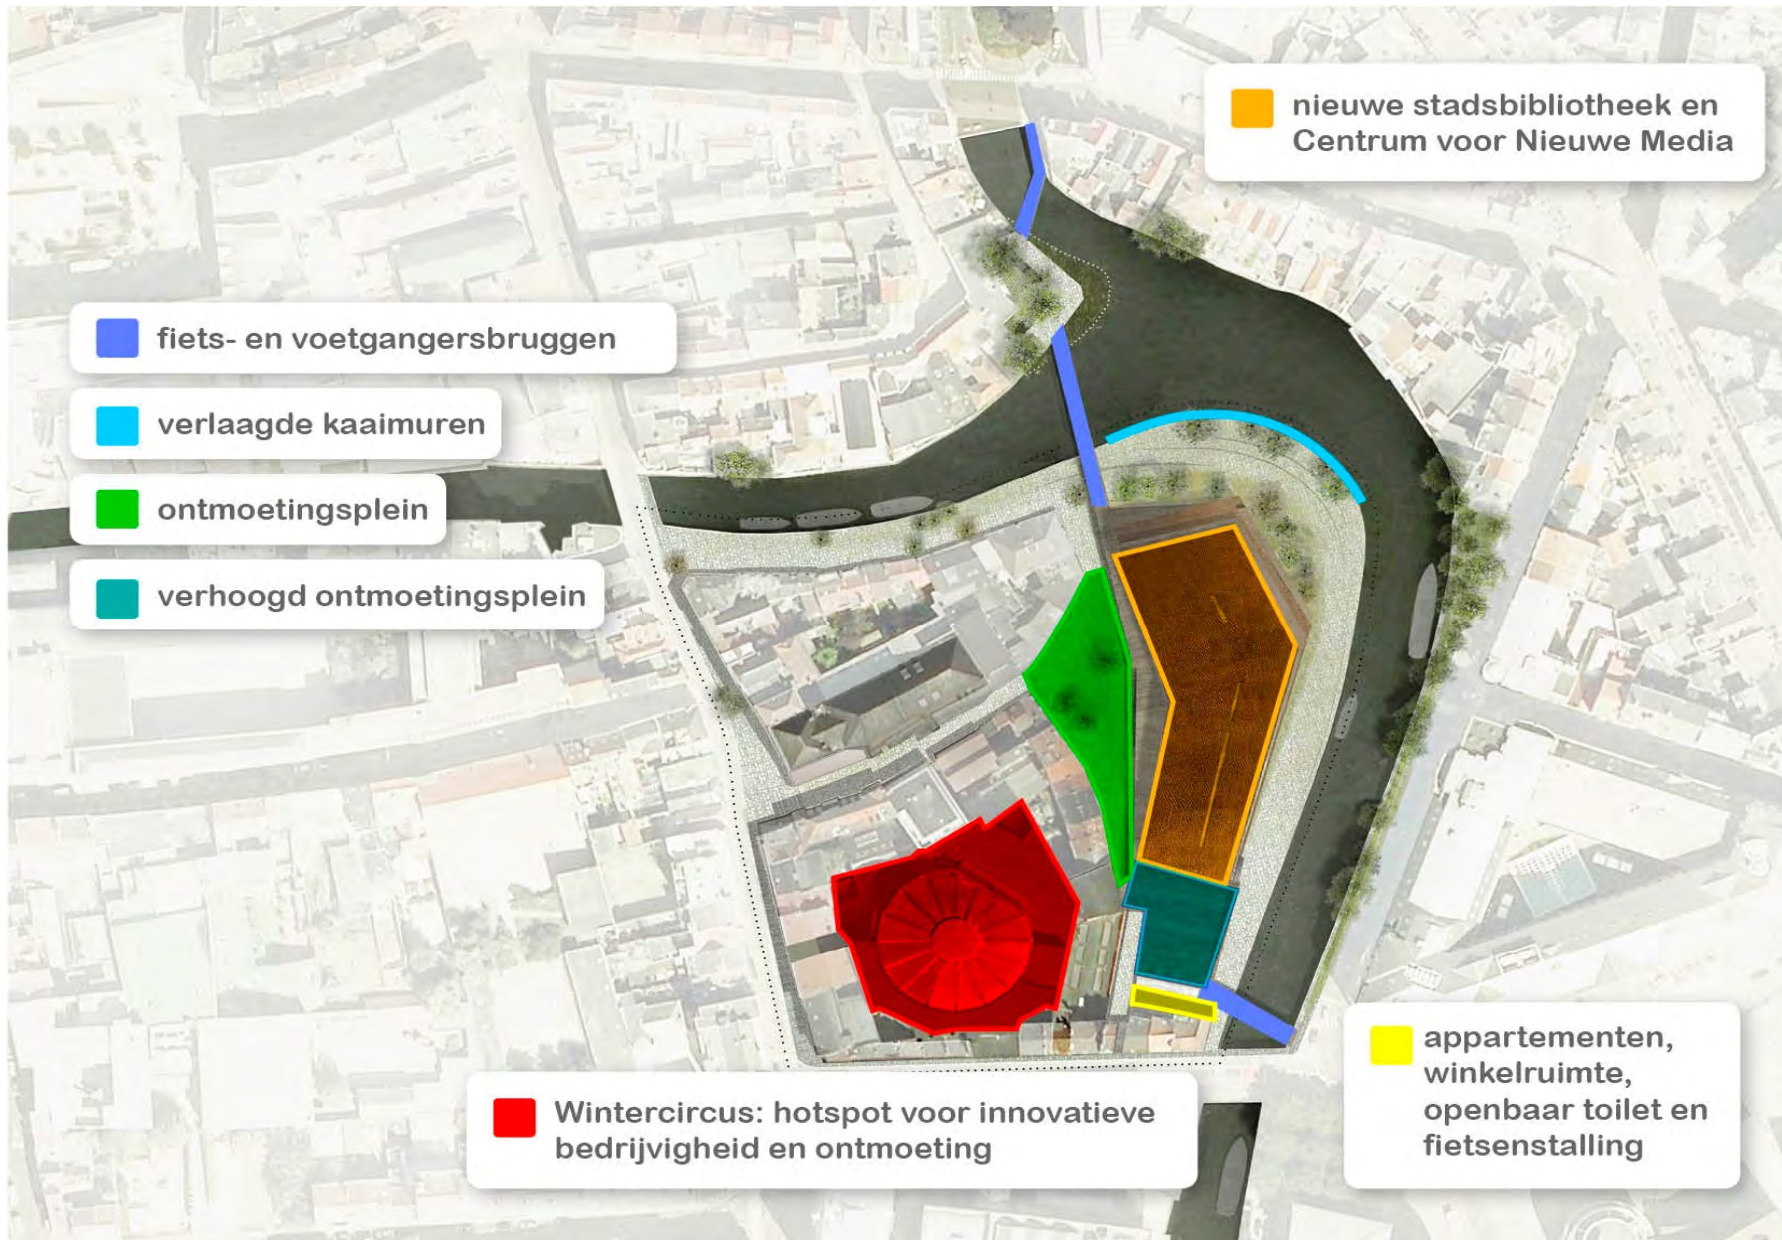 nieuwe stadsbibliotheek en
Centrum voor Nieuwe Media
fiets- en voetgangersbruggen
verlaagde kaaimuren
ontmoetingsplein
verhoogd ontmoetingsplein
appartementen,
winkelruimte,
openbaar toilet en
fietsenstalling
Wintercircus: hotspot voor innovatieve
bedrijvigheid en ontmoeting